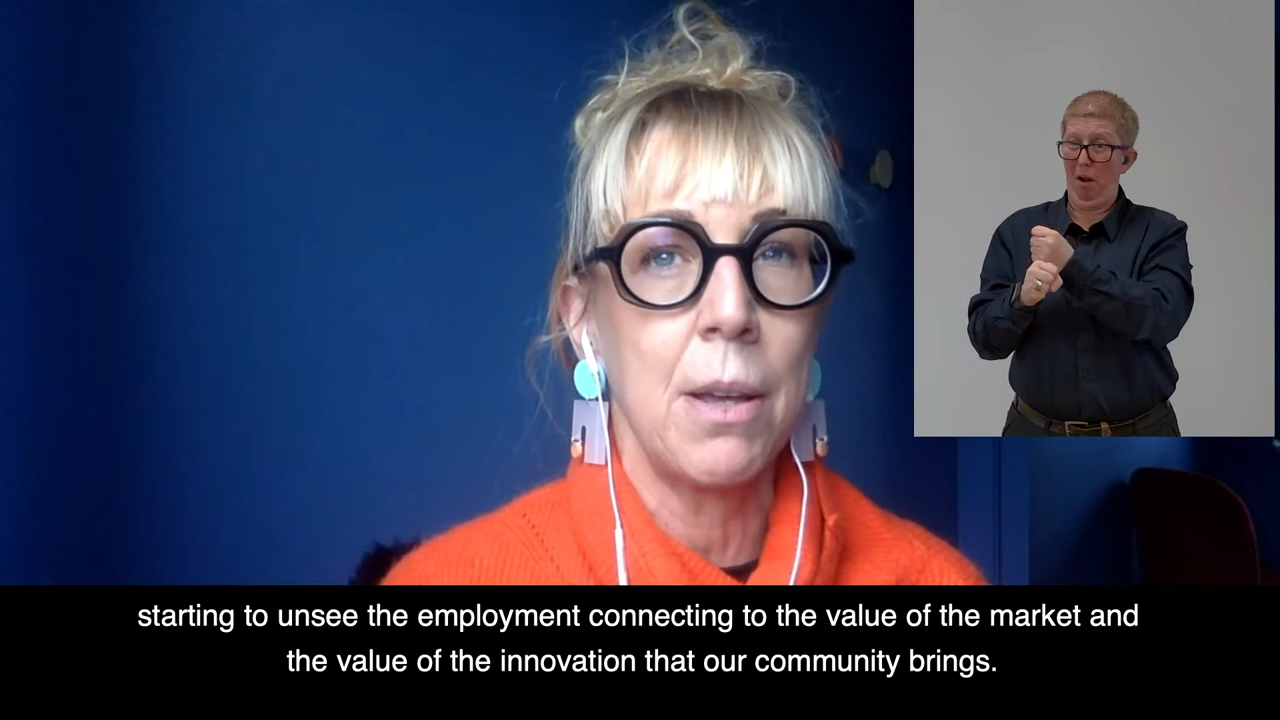 starting to unsee the employment connecting to the value of the market and
the value of the innovation that our community brings.